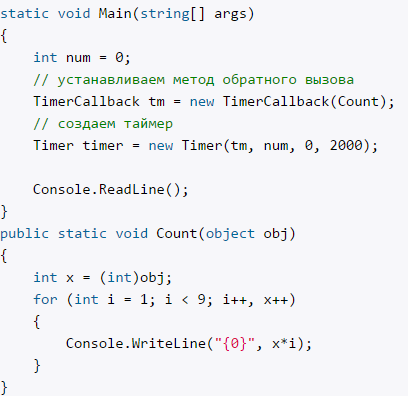 static void Main(string[] args)
{
    int num = 0;
    // устанавливаем метод обратного вызова
    TimerCallback tm = new TimerCallback(Count);
    // создаем таймер
    Timer timer = new Timer(tm, num, 0, 2000);

    Console.ReadLine();
}
public static void Count(object obj)
{
    int x = (int)obj;
    for (int i = 1; i < 9; i++, x++)
    {
        Console.WriteLine("{0}", x*i);
    }
}